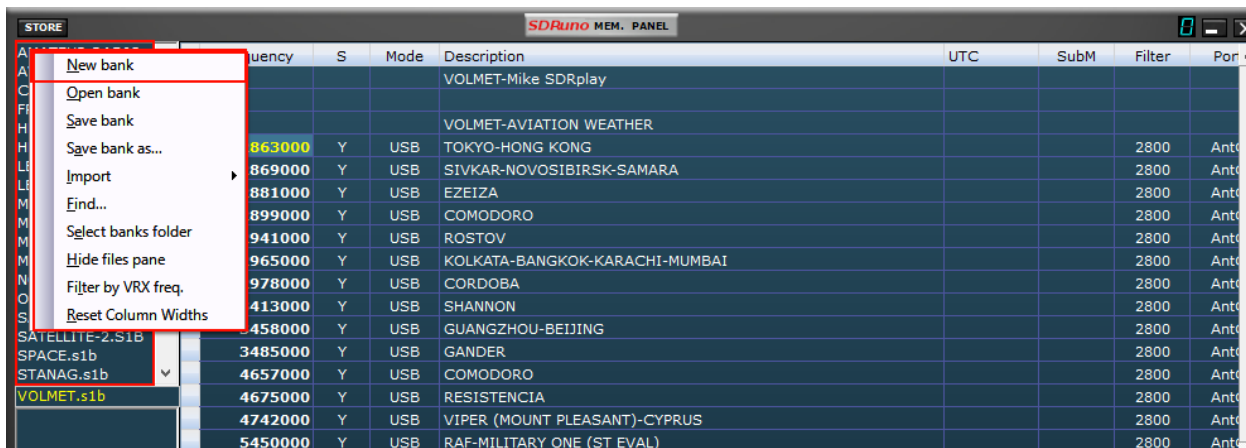 STORE
SDRuno MEM. PANEL
S Mode Description UTC SubM Filter
New bank
Open bank
Save bank
Save bank as...
Import
Find...
Select banks folder
Hide files pane
Filter by VRX freq.
Reset Column Widths
SATELLITE-2.S1B
SPACE.s1b
STANAG.s1b
VOLMET.s1b
VOLMET-Mike SDRplay
VOLMET-AVIATION WEATHER
863000 Y USB TOKYO-HONG KONG 2800
869000 Y USB SIVKAR-NOVOSIBIRSK-SAMARA 2800
881000 Y USB EZEIZA 2800
899000 Y USB COMODORO 2800
941000 Y USB ROSTOV 2800
965000 Y USB KOLKATA-BANGKOK-KARACHI-MUMBAI 2800
978000 Y USB CORDOBA 2800
413000 Y USB SHANNON 2800
458000 Y USB GUANGZHOU-BEIJING 2800
3485000 Y USB GANDER 2800
4657000 Y USB COMODORO 2800
4675000 Y USB RESISTENCIA 2800
4742000 Y USB VIPER (MOUNT PLEASANT)-CYPRUS 2800
5450000 Y USB RAF-MILITARY ONE (ST EVAL) 2800